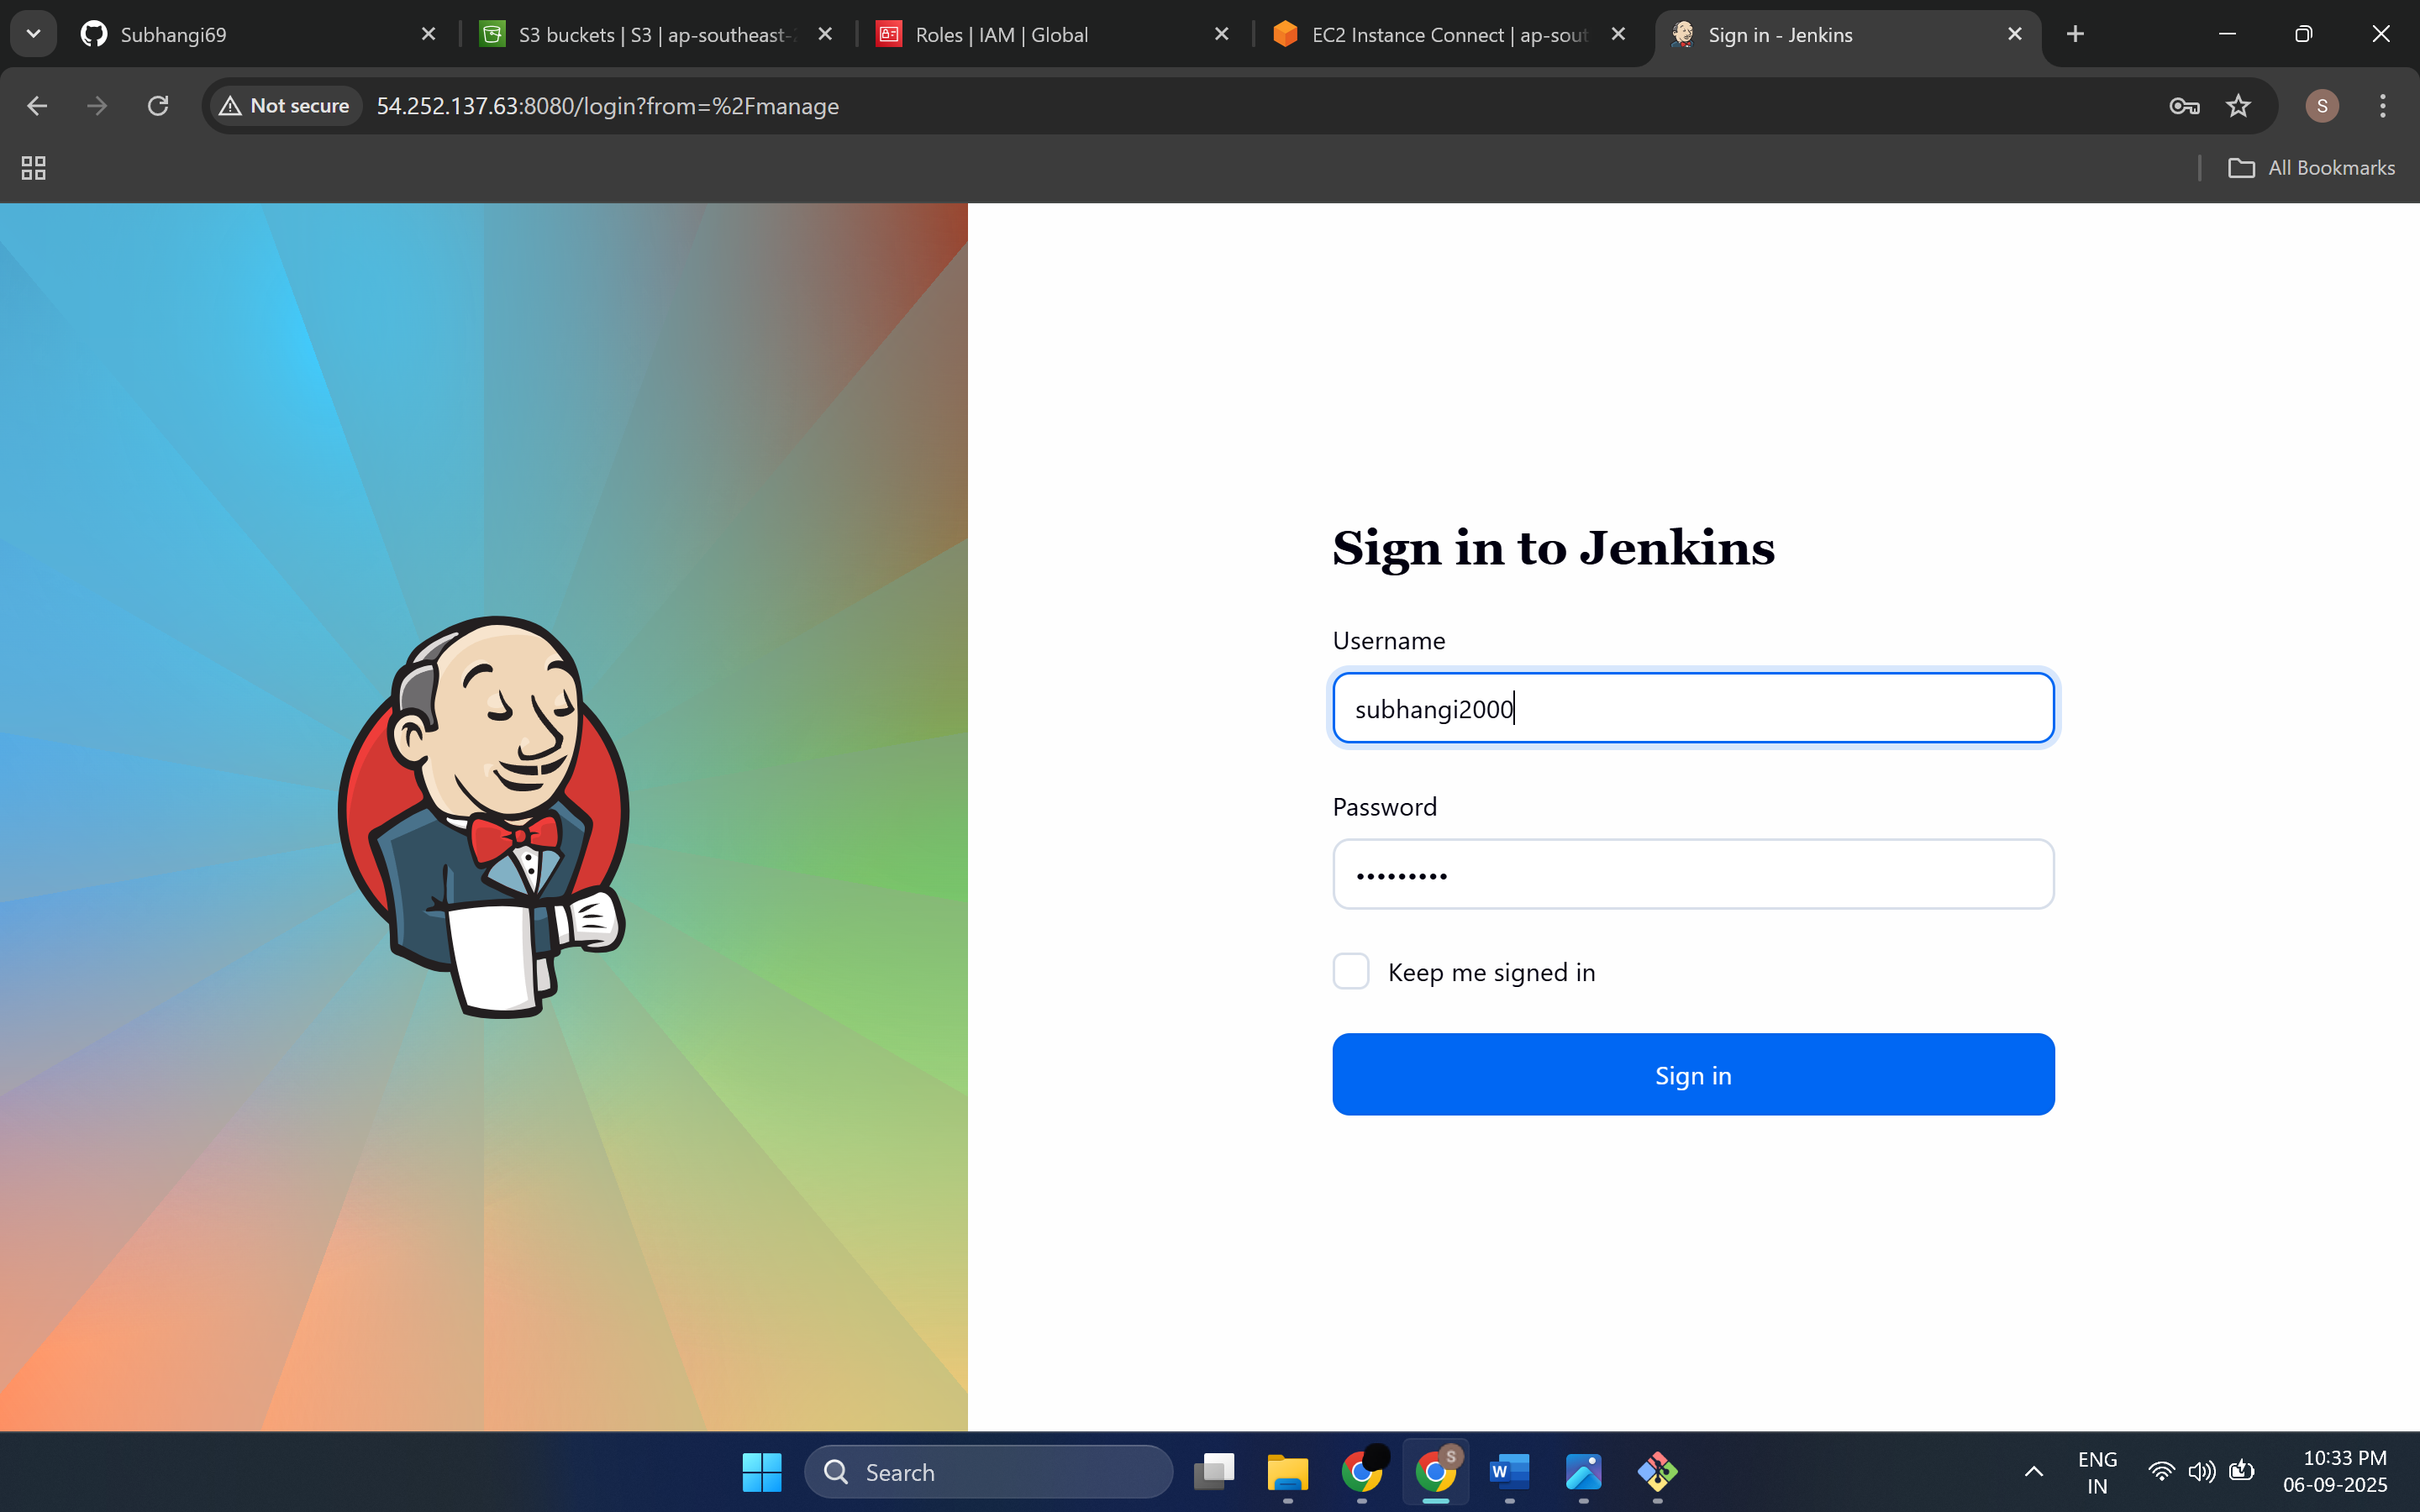 Subhangi69
S3 buckets | S3 | ap-southeast-
Roles | IAM | Global
EC2 Instance Connect | ap-sout
Sign in - Jenkins
Not secure
54.252.137.63:8080/login?from=%2Fmanage
S
All Bookmarks
Sign in to Jenkins
Username
subhangi2000
Password
•••••••••
Keep me signed in
Sign in
Search
S
W
ENG
IN
10:33 PM
06-09-2025